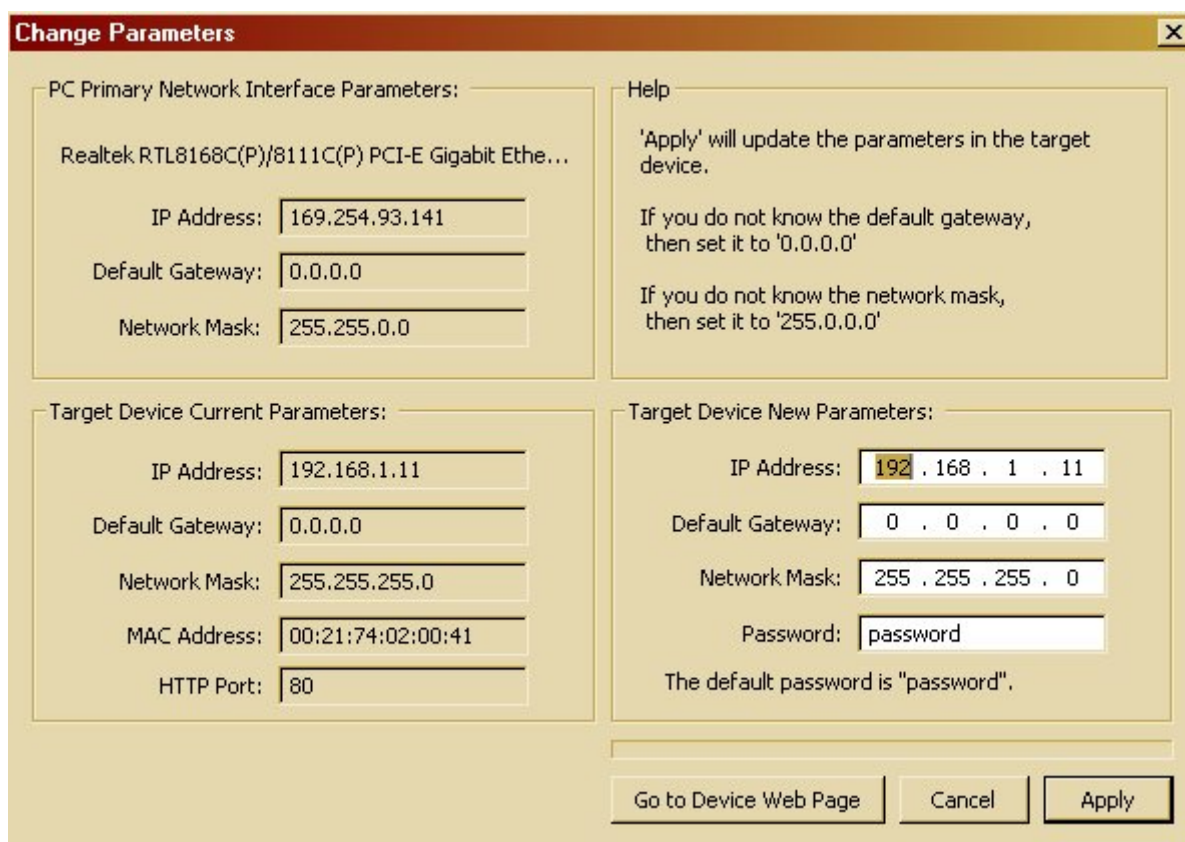 Change Parameters
PC Primary Network Interface Parameters:
Realtek RTL8168C(P)/8111C(P) PCI-E Gigabit Ethe...
IP Address: 169.254.93.141
Default Gateway: 0.0.0.0
Network Mask: 255.255.0.0
Help
'Apply' will update the parameters in the target
device.
If you do not know the default gateway,
then set it to '0.0.0.0'
If you do not know the network mask,
then set it to '255.0.0.0'
Target Device Current Parameters:
IP Address: 192.168.1.11
Default Gateway: 0.0.0.0
Network Mask: 255.255.255.0
MAC Address: 00:21:74:02:00:41
HTTP Port: 80
Target Device New Parameters:
IP Address: 192 . 168 . 1 . 11
Default Gateway: 0 . 0 . 0 . 0
Network Mask: 255 . 255 . 255 . 0
Password: password
The default password is "password".
Go to Device Web Page
Cancel
Apply